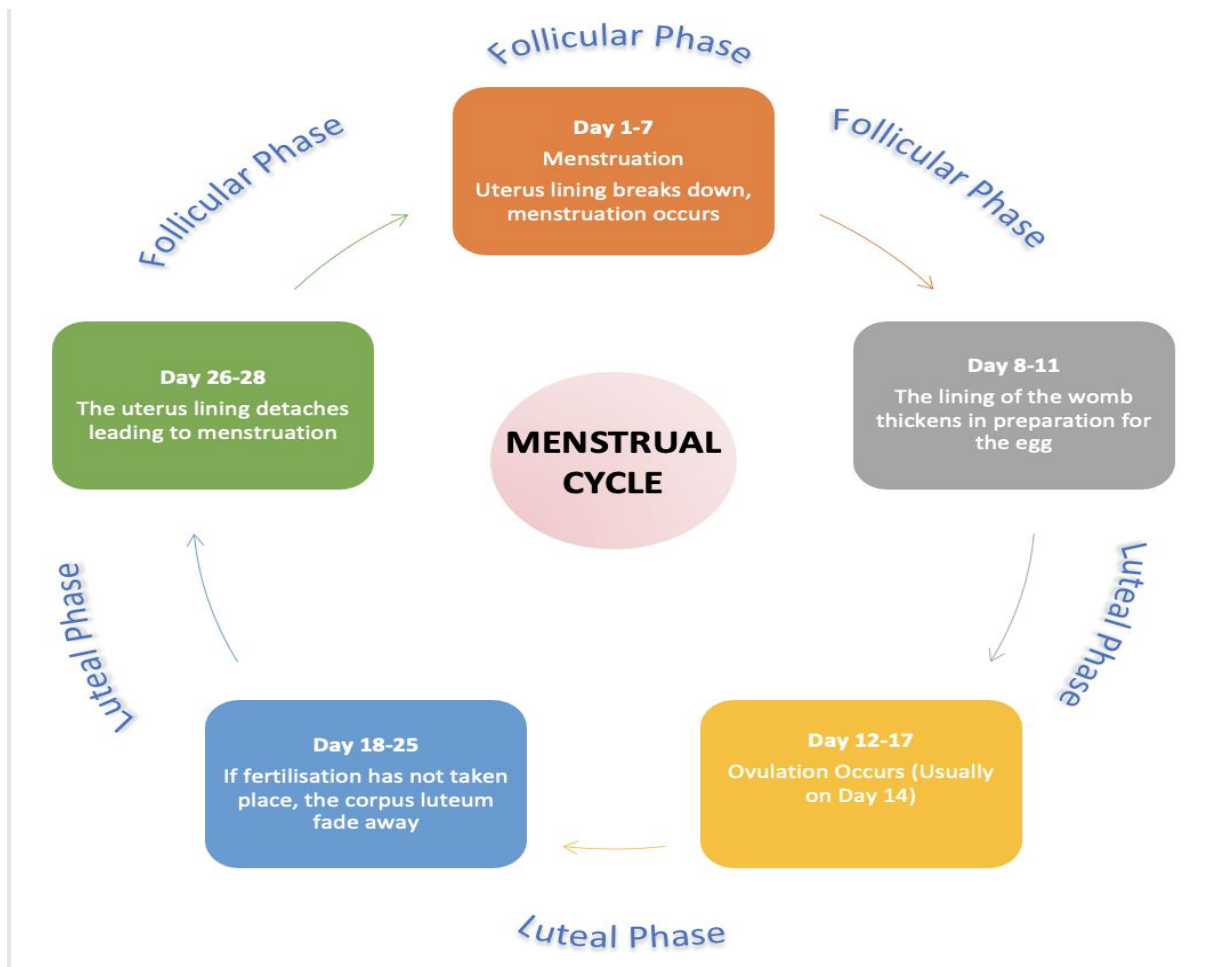 Follicular Phase
Follicular Phase
Follicular Phase
Day 1-7
Menstruation
Uterus lining breaks down,
menstruation occurs
Day 26-28
The uterus lining detaches
leading to menstruation
MENSTRUAL
CYCLE
Day 8-11
The lining of the womb
thickens in preparation for
the egg
Luteal Phase
Luteal Phase
Day 18-25
If fertilisation has not taken
place, the corpus luteum
fade away
Day 12-17
Ovulation Occurs (Usually
on Day 14)
Luteal Phase